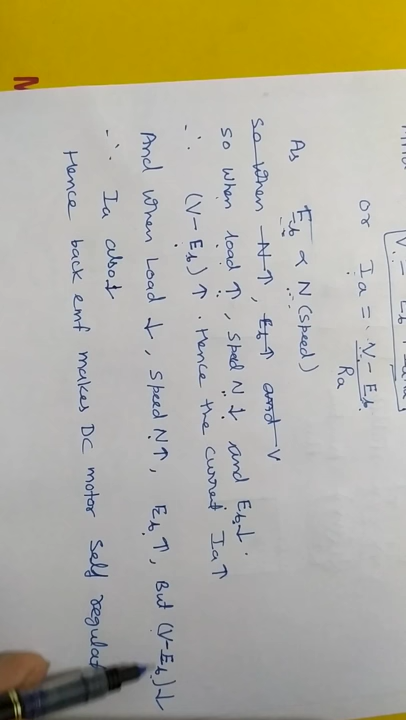 V = Eb
or Ia = V - Eb / Ra
As Eb ∝ N (speed)
so when N↑, Eb↑ and V
so when load ↑, Speed N ↓ and Eb↓.
∴ (V-Eb)↑. Hence the current Ia↑
And when Load ↓, Speed N↑, Eb↑, But (V-Eb)↓
∴ Ia also↓
Hence back emf makes DC motor Self